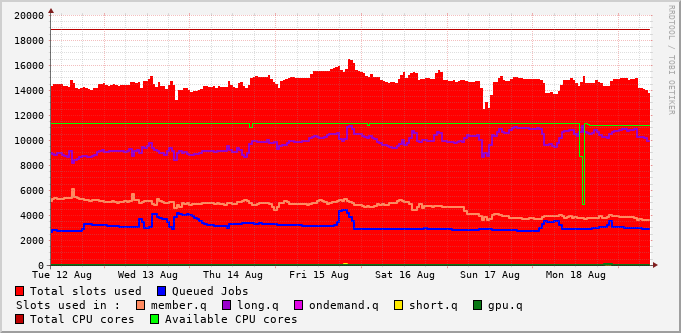 20000
18000
16000
14000
12000
10000
8000
6000
4000
2000
0
Tue 12 Aug Wed 13 Aug Thu 14 Aug Fri 15 Aug Sat 16 Aug Sun 17 Aug Mon 18 Aug
Total slots used Queued Jobs
Slots used in : member.q long.q ondemand.q short.q gpu.q
Total CPU cores Available CPU cores
RRDTOOL / TOBI OETIKER